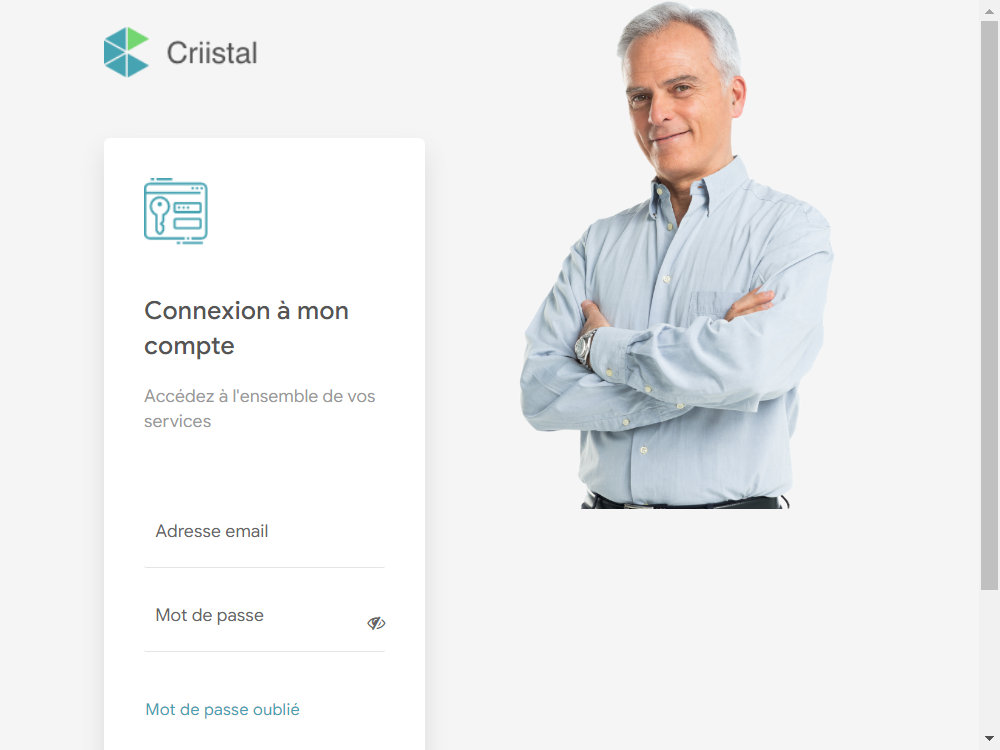 Criistal
Connexion à mon
compte
Accédez à l'ensemble de vos
services
Adresse email
Mot de passe
Mot de passe oublié